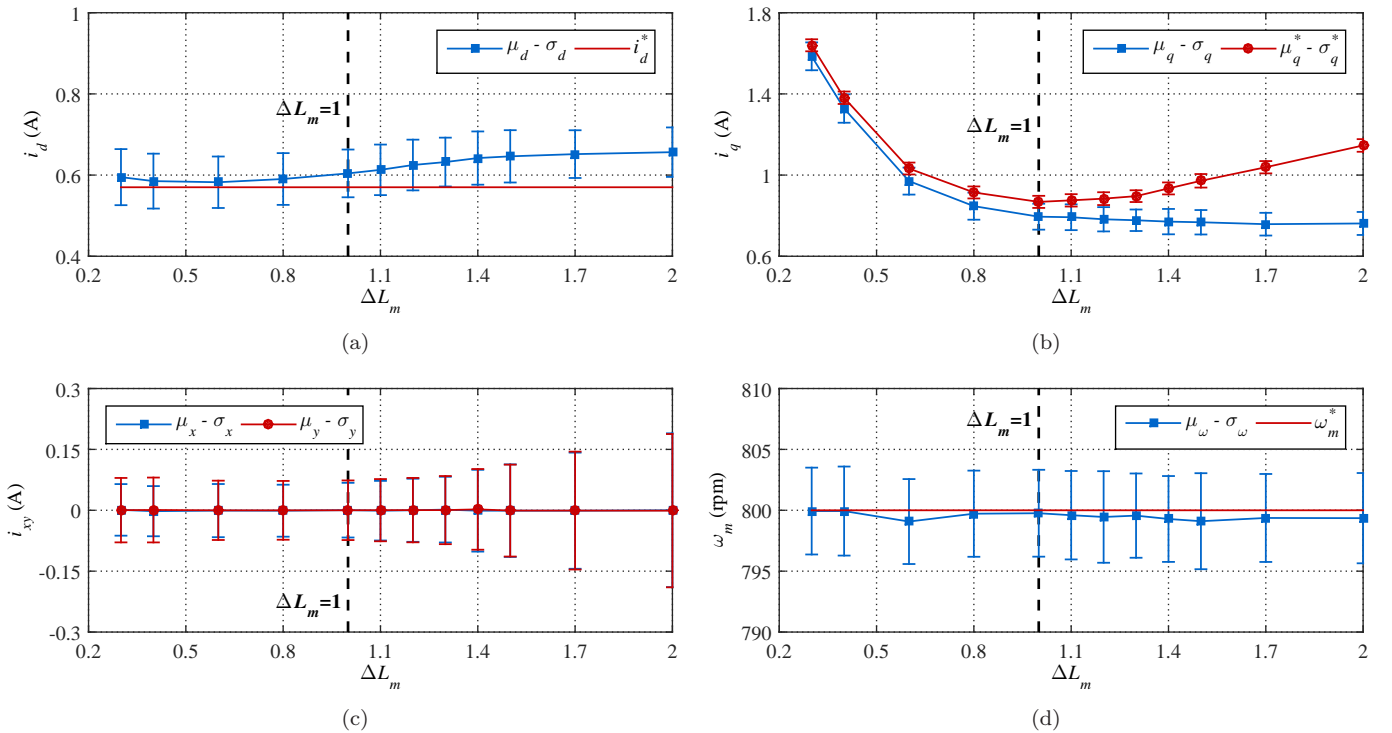 1
0.8
0.6
0.4
0.2 0.5 0.8 1.1 1.4 1.7 2
i_d (A)
ΔL_m
μ_d - σ_d i_d^*
ΔL_m=1
(a)
1.8
1.4
1
0.6
0.2 0.5 0.8 1.1 1.4 1.7 2
i_q (A)
ΔL_m
μ_q - σ_q μ_q^* - σ_q^*
ΔL_m=1
(b)
0.3
0.15
0
-0.15
-0.3
0.2 0.5 0.8 1.1 1.4 1.7 2
i_xy (A)
ΔL_m
μ_x - σ_x μ_y - σ_y
ΔL_m=1
(c)
810
805
800
795
790
0.2 0.5 0.8 1.1 1.4 1.7 2
ω_m (rpm)
ΔL_m
μ_ω - σ_ω ω_m^*
ΔL_m=1
(d)